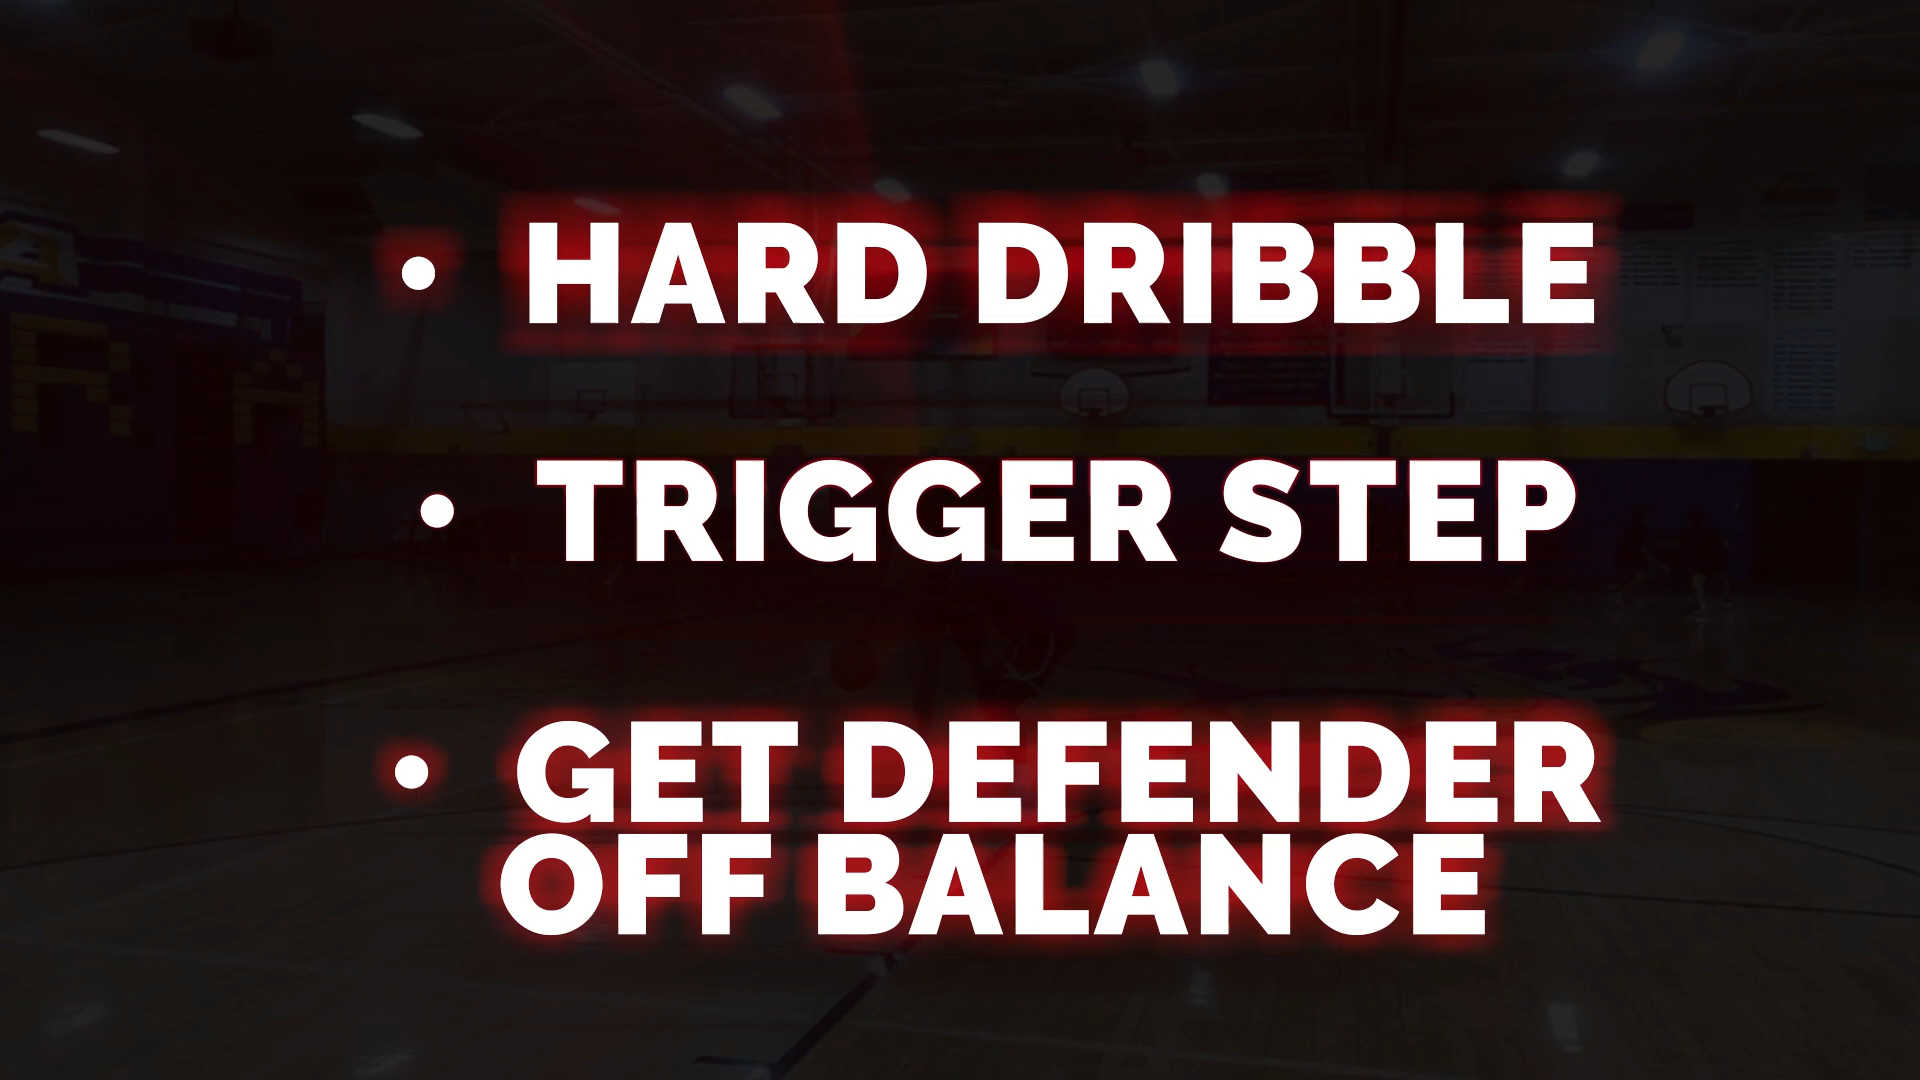 • HARD DRIBBLE
• TRIGGER STEP
• GET DEFENDER
OFF BALANCE